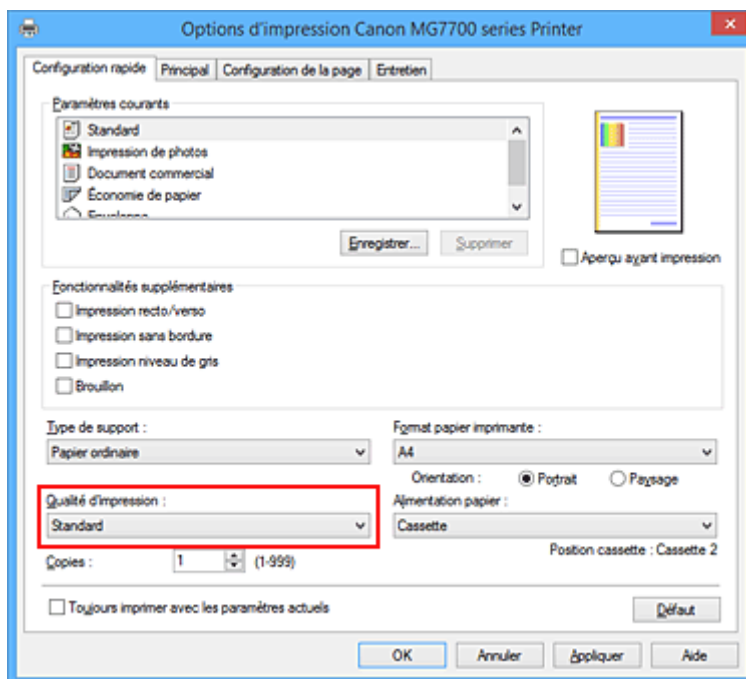 Options d'impression Canon MG7700 series Printer
Configuration rapide Principal Configuration de la page Entretien
Paramètres courants
Standard
Impression de photos
Document commercial
Économie de papier
Enregistrer... Supprimer
Aperçu avant impression
Fonctionnalités supplémentaires
Impression recto/verso
Impression sans bordure
Impression niveau de gris
Brouillon
Type de support : Format papier imprimante :
Papier ordinaire A4
Orientation : Portrait Paysage
Qualité d'impression : Alimentation papier :
Standard Cassette
Position cassette : Cassette 2
Copies : 1 (1-999)
Toujours imprimer avec les paramètres actuels Défaut
OK Annuler Appliquer Aide